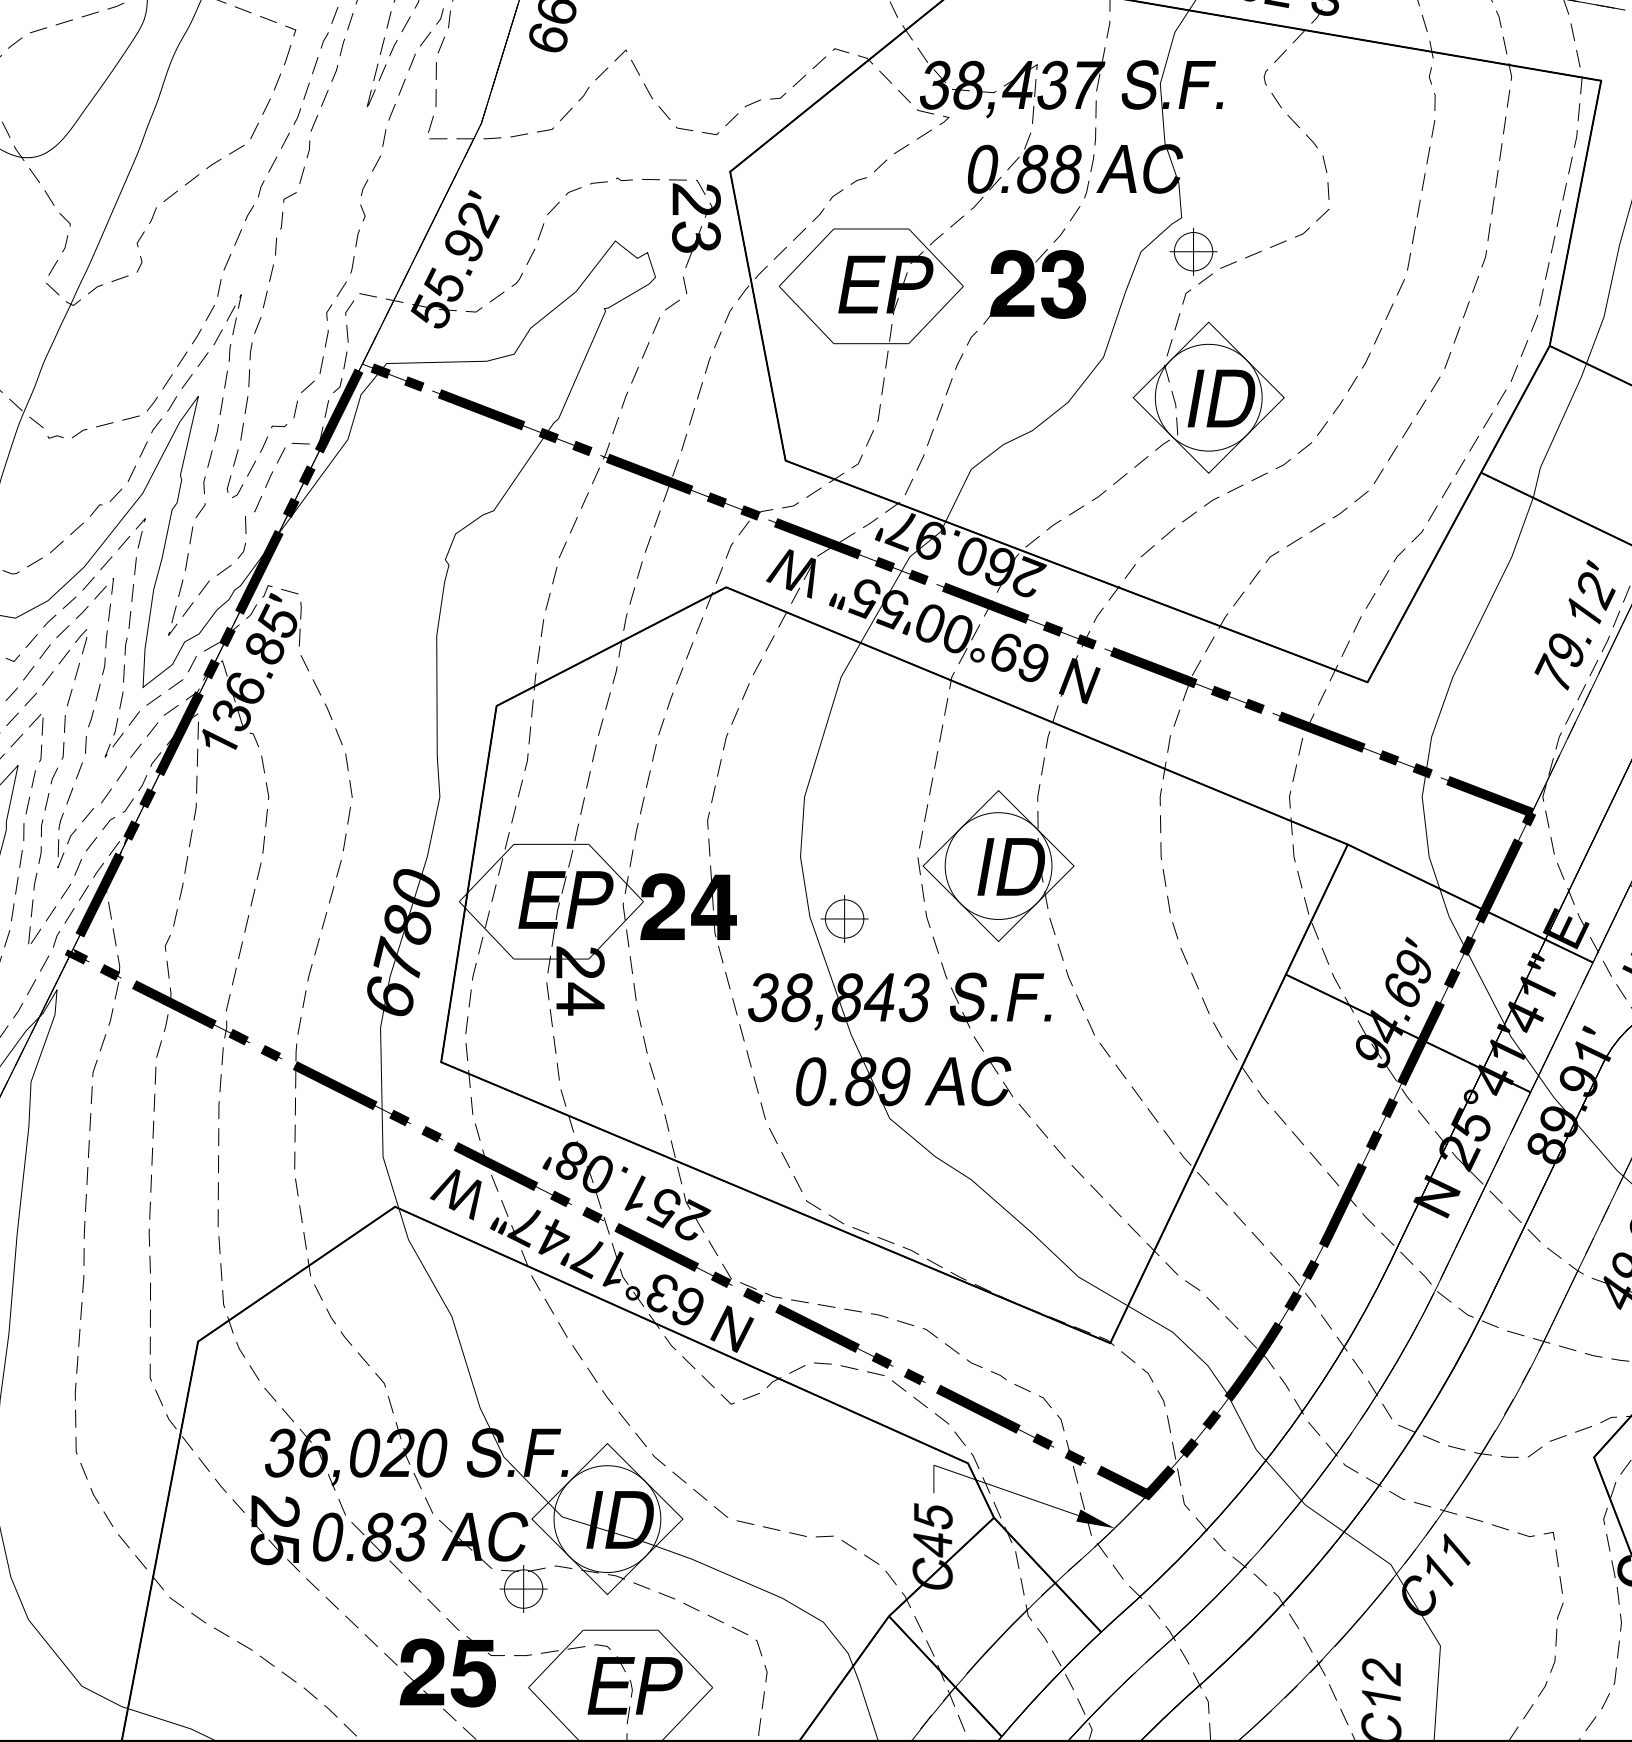 66
38,437 S.F.
0.88 AC
23
55.92'
EP
23
ID
260.97'
N 69°00'55" W
79.12'
136.85'
6780
EP
24
24
ID
38,843 S.F.
0.89 AC
94.69'
N 25°41'41" E
89.91'
251.08'
N 63°17'47" W
36,020 S.F.
0.83 AC
25
ID
25
EP
C45
C11
C12